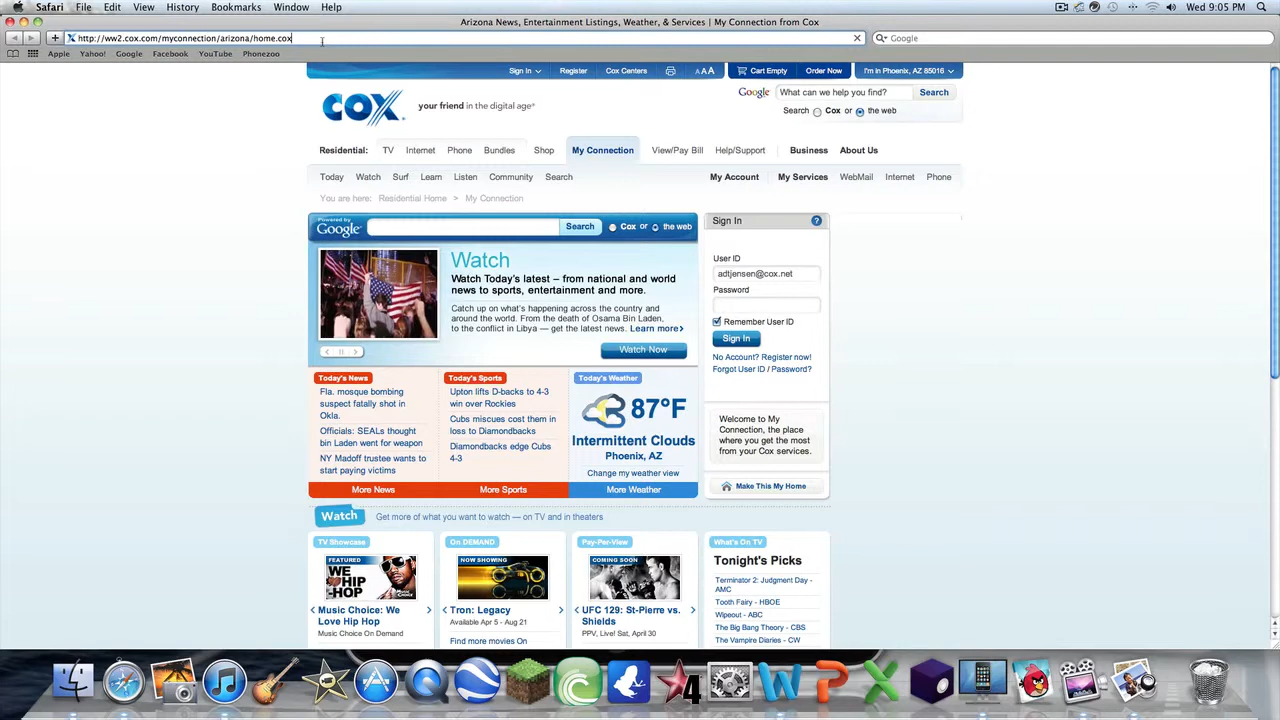 Safari File Edit View History Bookmarks Window Help
Wed 9:05 PM
Arizona News, Entertainment Listings, Weather, & Services | My Connection from Cox
http://ww2.cox.com/myconnection/arizona/home.cox
Google
Apple Yahoo! Google Facebook YouTube Phonezoo
Sign In Register Cox Centers AAA Cart Empty Order Now I'm in Phoenix, AZ 85016
COX your friend in the digital age®
Google What can we help you find? Search
Search Cox or the web
Residential: TV Internet Phone Bundles Shop My Connection View/Pay Bill Help/Support Business About Us
Today Watch Surf Learn Listen Community Search My Account My Services WebMail Internet Phone
You are here: Residential Home > My Connection
Powered by
Google Search Cox or the web
Watch
Watch Today's latest – from national and world
news to sports, entertainment and more.
Catch up on what's happening across the country and
around the world. From the death of Osama Bin Laden,
to the conflict in Libya — get the latest news. Learn more
Watch Now
Sign In ?
User ID
adtjensen@cox.net
Password
Remember User ID
Sign In
No Account? Register now!
Forgot User ID / Password?
Today's News
Fla. mosque bombing
suspect fatally shot in
Okla.
Officials: SEALs thought
bin Laden went for weapon
NY Madoff trustee wants to
start paying victims
More News
Today's Sports
Upton lifts D-backs to 4-3
win over Rockies
Cubs miscues cost them in
loss to Diamondbacks
Diamondbacks edge Cubs
4-3
More Sports
Today's Weather
87°F
Intermittent Clouds
Phoenix, AZ
Change my weather view
More Weather
Welcome to My
Connection, the place
where you get the most
from your Cox services.
Make This My Home
Watch Get more of what you want to watch — on TV and in theaters
TV Showcase
FEATURED
WE
HIP-
HOP
Music Choice: We
Love Hip Hop
Music Choice On Demand
On DEMAND
NOW SHOWING
Tron: Legacy
Available Apr 5 - Aug 21
Find more movies On
Pay-Per-View
COMING SOON
UFC 129: St-Pierre vs.
Shields
PPV, Live! Sat, April 30
What's On TV
Tonight's Picks
Terminator 2: Judgment Day -
AMC
Tooth Fairy - HBOE
Wipeout - ABC
The Big Bang Theory - CBS
The Vampire Diaries - CW
4